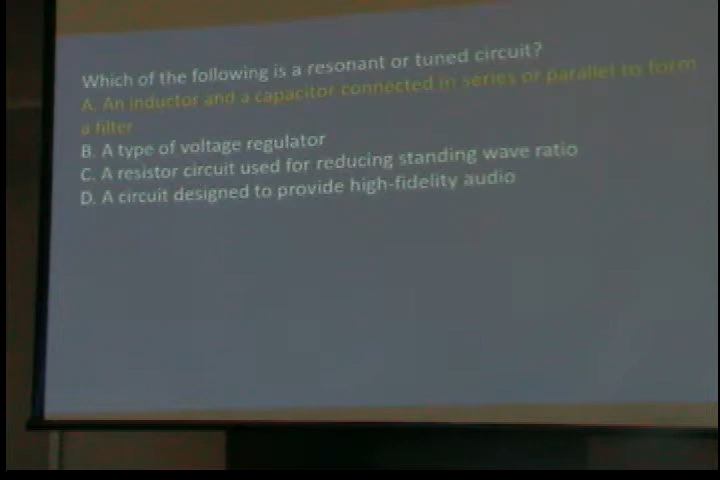 Which of the following is a resonant or tuned circuit?
A. An inductor and a capacitor connected in series or parallel to form
a filter
B. A type of voltage regulator
C. A resistor circuit used for reducing standing wave ratio
D. A circuit designed to provide high-fidelity audio